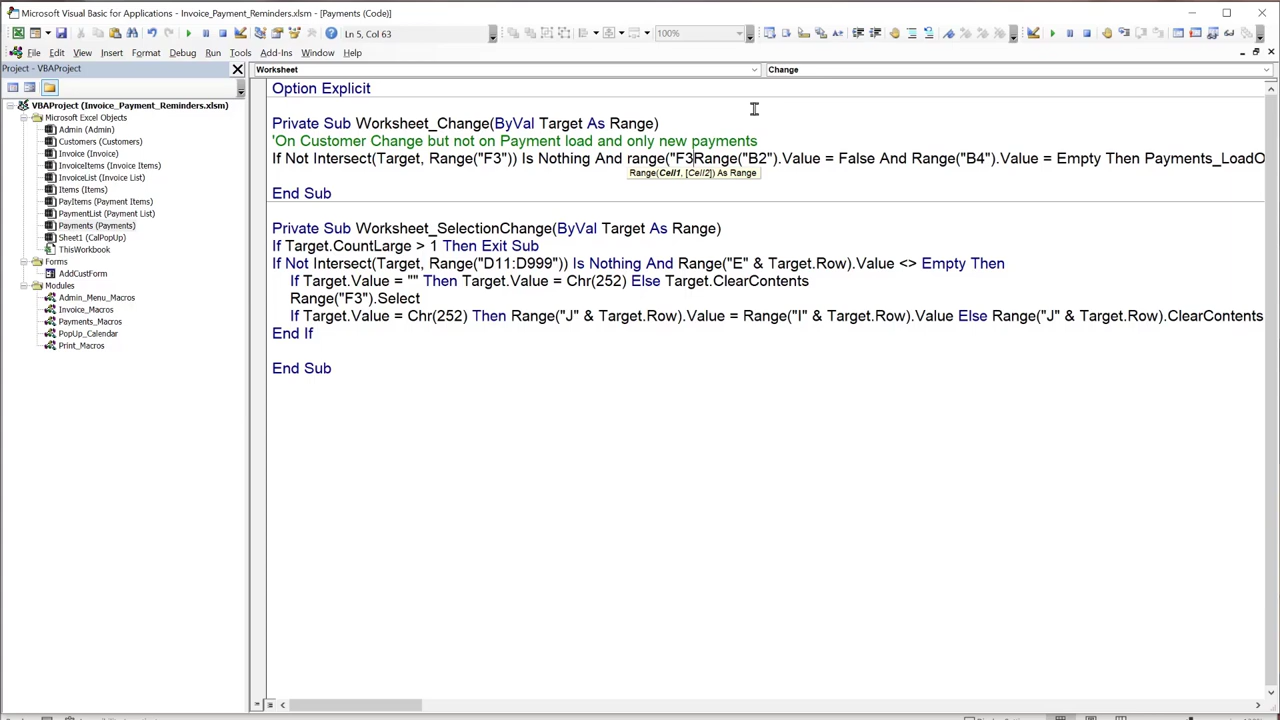 Microsoft Visual Basic for Applications - Invoice_Payment_Reminders.xlsm - [Payments (Code)]
Ln 5, Col 63
100%
File Edit View Insert Format Debug Run Tools Add-Ins Window Help
Project - VBAProject
VBAProject (Invoice_Payment_Reminders.xlsm)
Microsoft Excel Objects
Admin (Admin)
Customers (Customers)
Invoice (Invoice)
InvoiceItems (Invoice Items)
InvoiceList (Invoice List)
Items (Items)
PayItems (Payment Items)
PaymentList (Payment List)
Payments (Payments)
Sheet1 (CalPopUp)
ThisWorkbook
Forms
AddCustForm
Modules
Admin_Menu_Macros
Invoice_Macros
Payments_Macros
PopUp_Calendar
Print_Macros
Worksheet
Change
Option Explicit
Private Sub Worksheet_Change(ByVal Target As Range)
'On Customer Change but not on Payment load and only new payments
If Not Intersect(Target, Range("F3")) Is Nothing And range("F3Range("B2").Value = False And Range("B4").Value = Empty Then Payments_LoadO
Range(Cell1, [Cell2]) As Range
End Sub
Private Sub Worksheet_SelectionChange(ByVal Target As Range)
If Target.CountLarge > 1 Then Exit Sub
If Not Intersect(Target, Range("D11:D999")) Is Nothing And Range("E" & Target.Row).Value <> Empty Then
If Target.Value = "" Then Target.Value = Chr(252) Else Target.ClearContents
Range("F3").Select
If Target.Value = Chr(252) Then Range("J" & Target.Row).Value = Range("I" & Target.Row).Value Else Range("J" & Target.Row).ClearContents
End If
End Sub